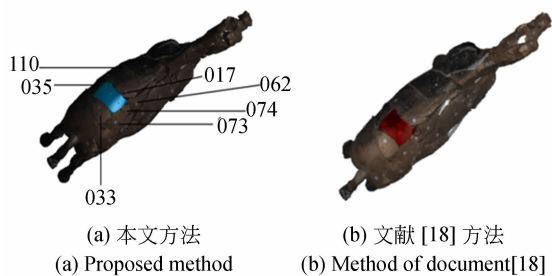 110
035
017
062
074
073
033
(a) 本文方法
(b) 文献 [18] 方法
(a) Proposed method
(b) Method of document[18]